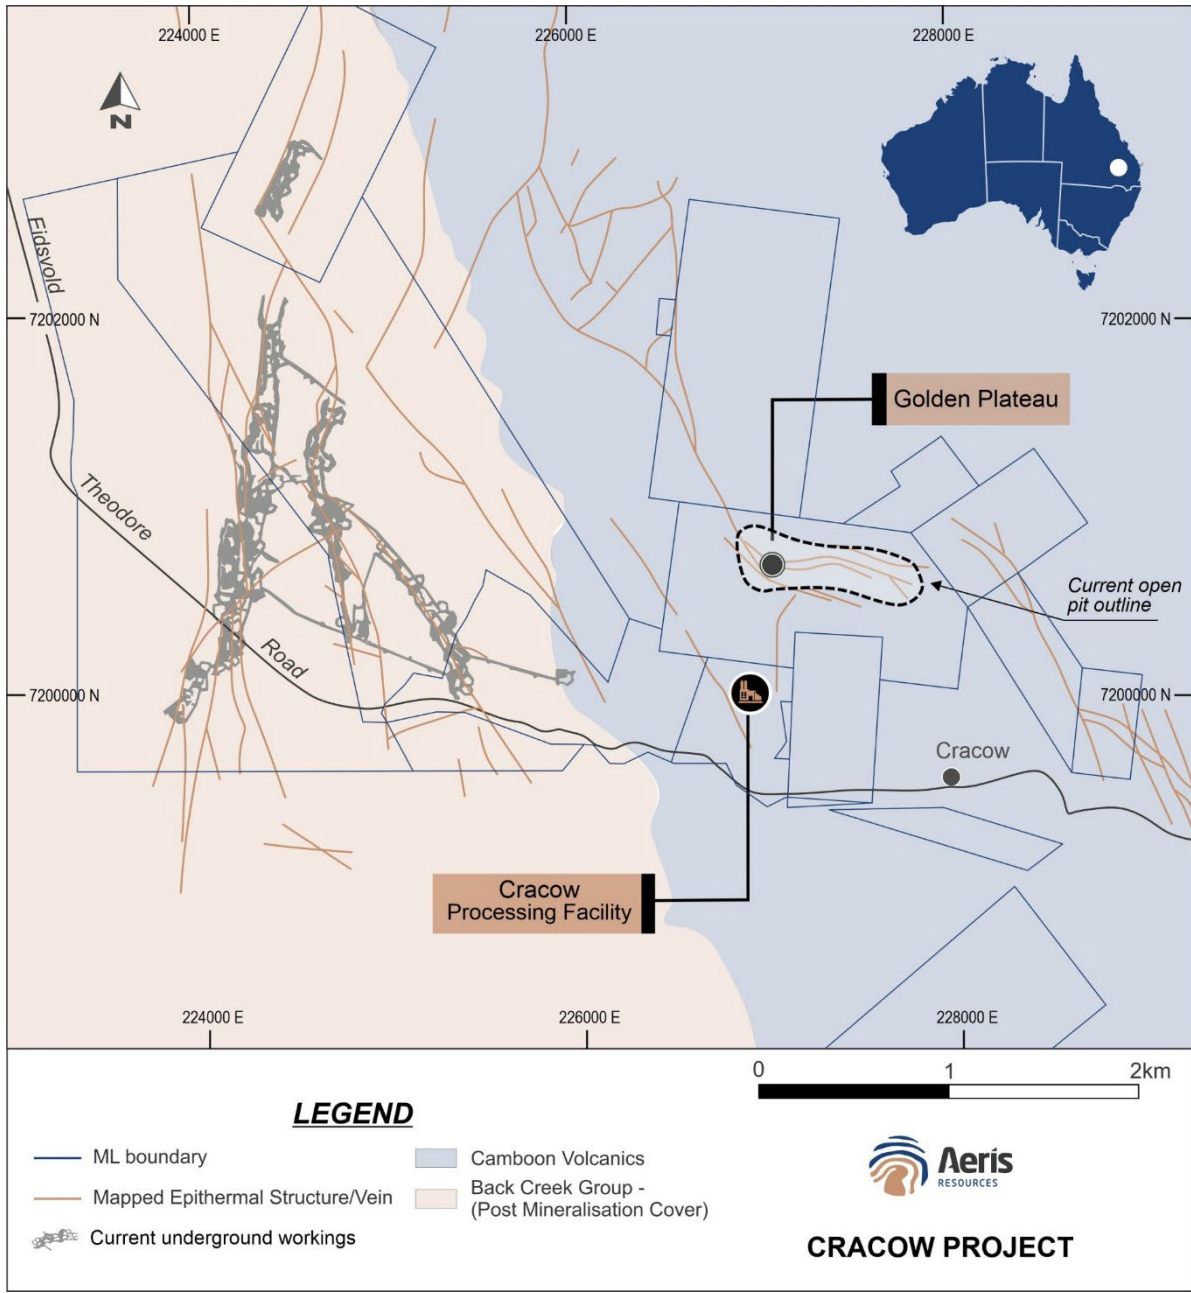 224000 E
226000 E
228000 E
N
Eidsvold
7202000 N
7202000 N
Golden Plateau
Theodore
Current open
pit outline
Road
7200000 N
7200000 N
Cracow
Cracow
Processing Facility
224000 E
226000 E
228000 E
0 1 2km
LEGEND
ML boundary
Mapped Epithermal Structure/Vein
Current underground workings
Camboon Volcanics
Back Creek Group -
(Post Mineralisation Cover)
Aeris
RESOURCES
CRACOW PROJECT